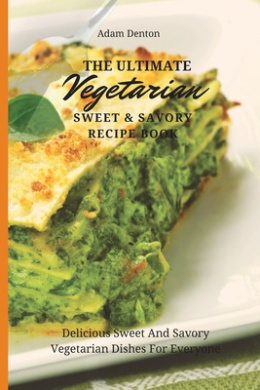 Adam Denton
THE ULTIMATE
Vegetarian
SWEET & SAVORY
RECIPE BOOK
Delicious Sweet And Savory
Vegetarian Dishes For Everyone